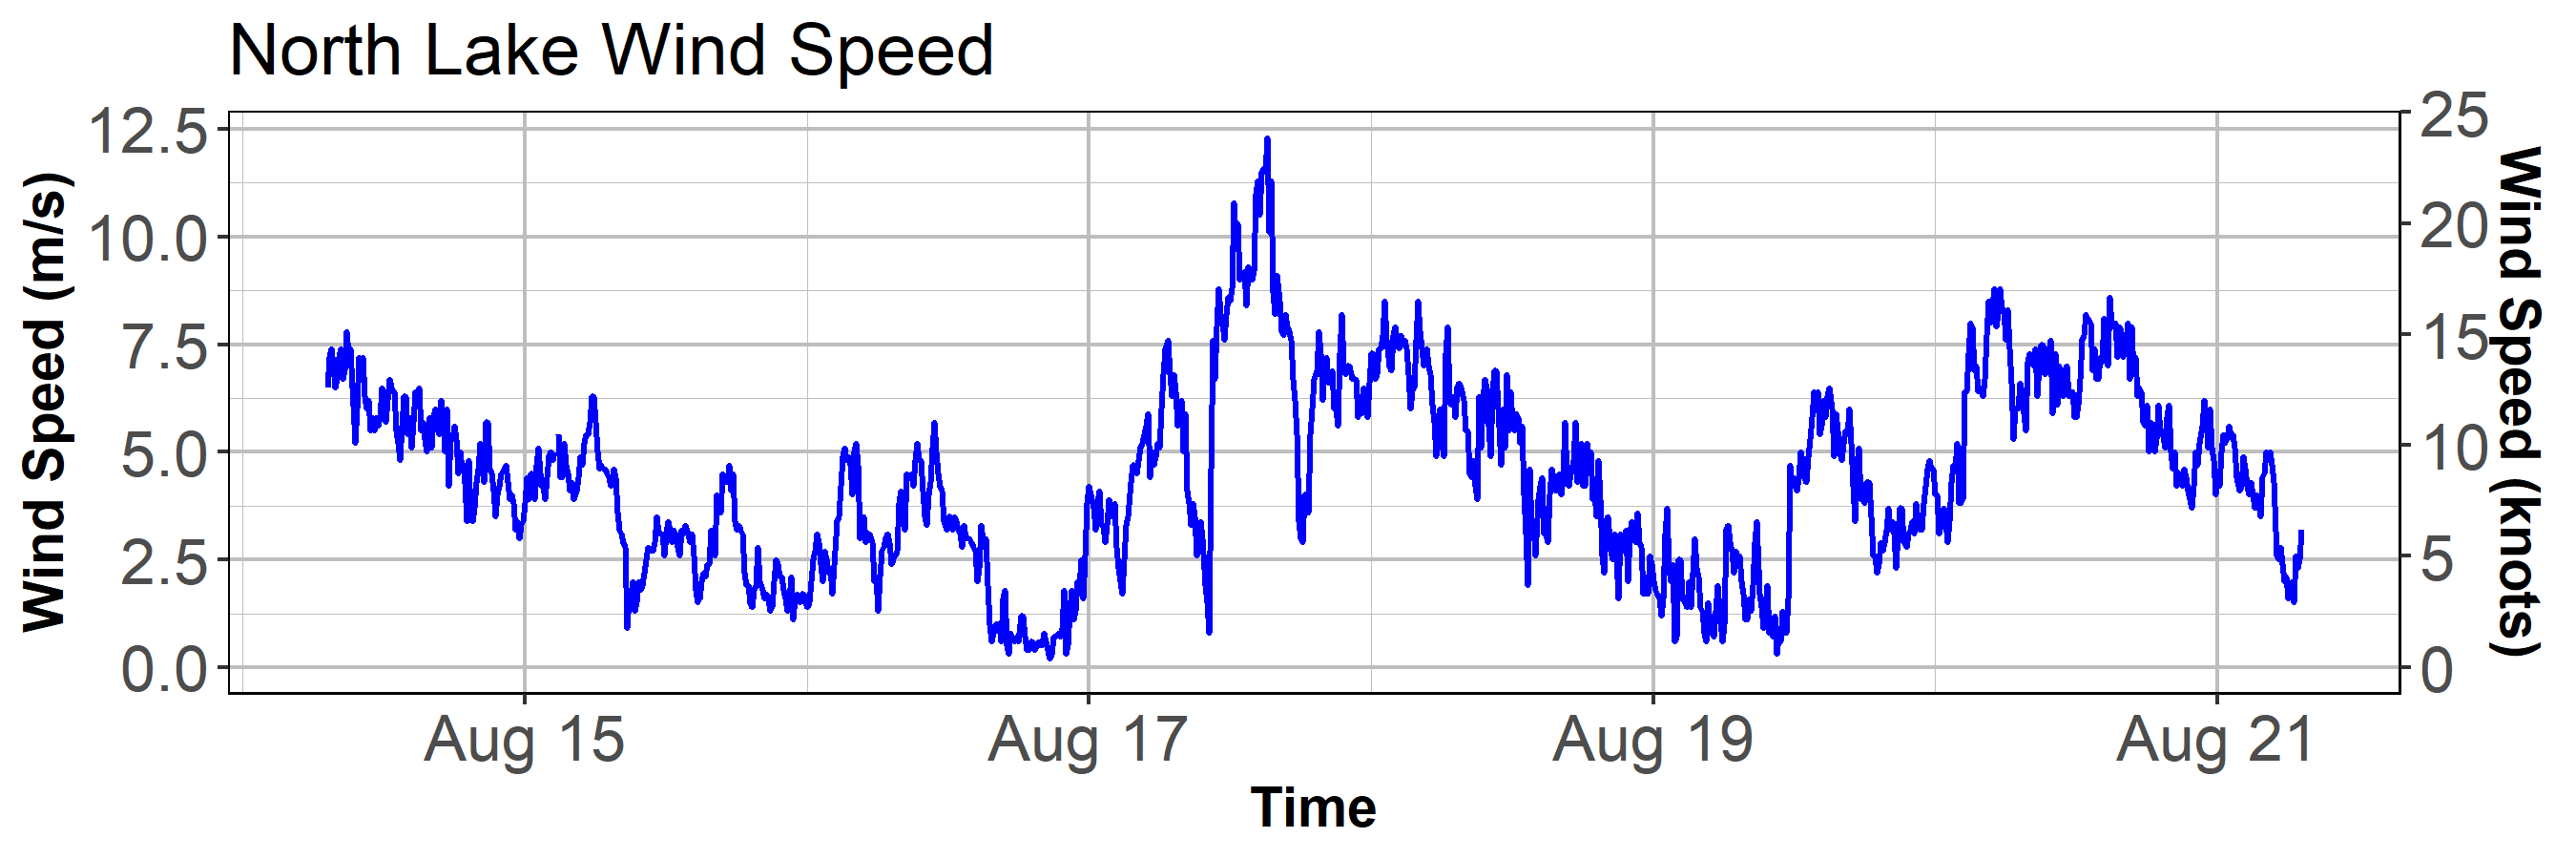 North Lake Wind Speed
Wind Speed (m/s)
12.5
10.0
7.5
5.0
2.5
0.0
25
20
15
10
5
0
Wind Speed (knots)
Aug 15
Aug 17
Aug 19
Aug 21
Time